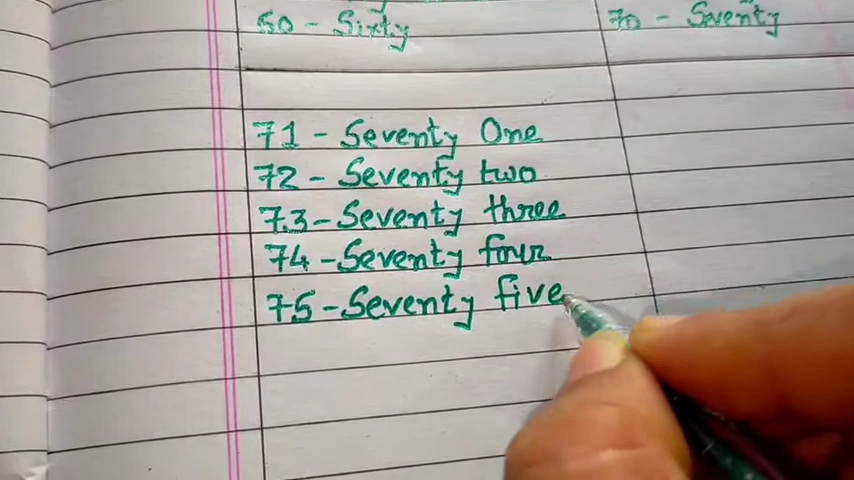 60 - Sixty
70 - Seventy
71 - Seventy One
72 - Seventy two
73 - Seventy three
74 - Seventy four
75 - Seventy five